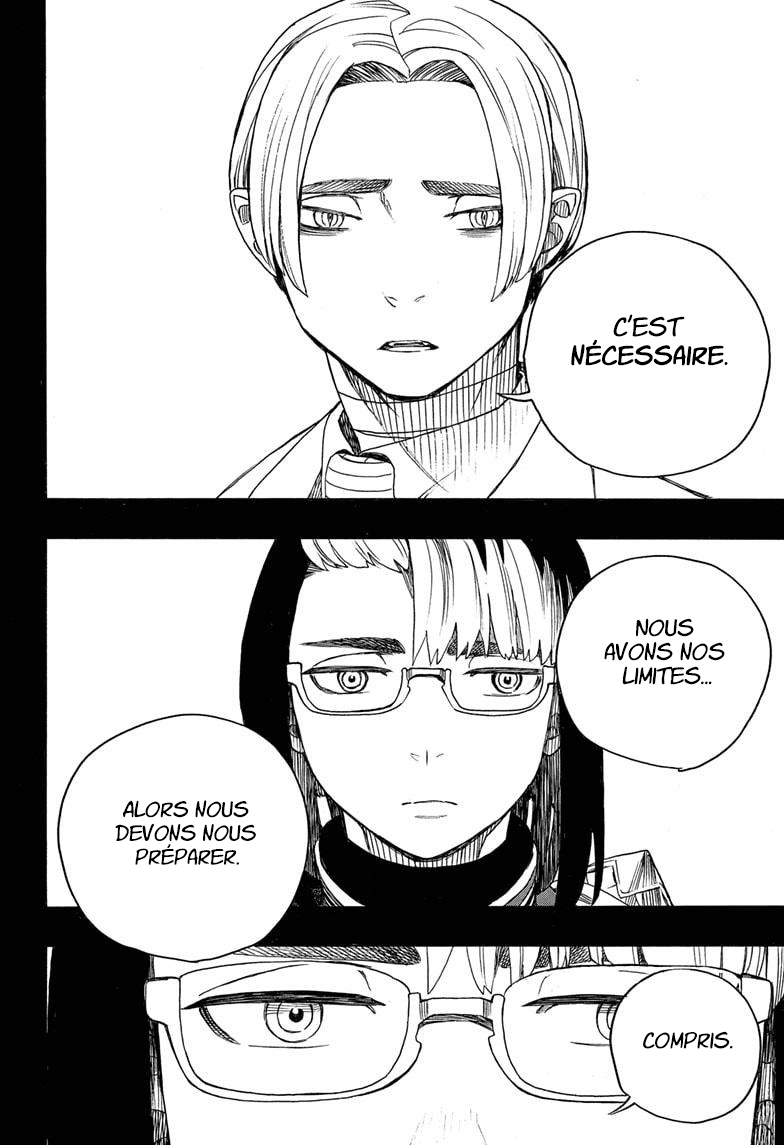 C'EST
NÉCESSAIRE.
NOUS
AVONS NOS
LIMITES...
ALORS NOUS
DEVONS NOUS
PRÉPARER.
COMPRIS.